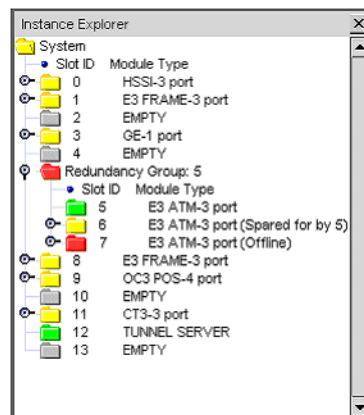 Instance Explorer
System
Slot ID Module Type
0 HSSI-3 port
1 E3 FRAME-3 port
2 EMPTY
3 GE-1 port
4 EMPTY
Redundancy Group: 5
Slot ID Module Type
5 E3 ATM-3 port
6 E3 ATM-3 port (Spared for by 5)
7 E3 ATM-3 port (Offline)
8 E3 FRAME-3 port
9 OC3 POS-4 port
10 EMPTY
11 CT3-3 port
12 TUNNEL SERVER
13 EMPTY